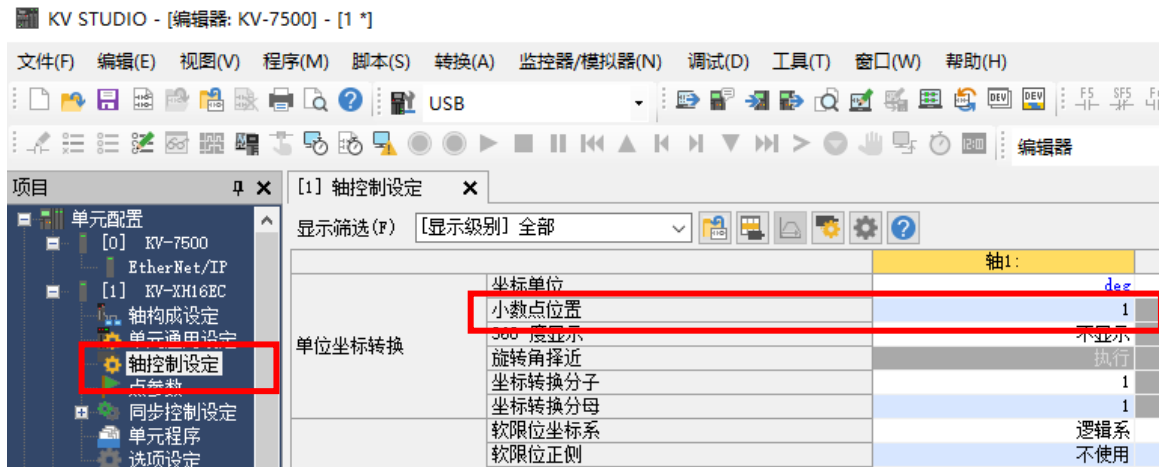 KV STUDIO - [编辑器: KV-7500] - [1 *]
文件(F) 编辑(E) 视图(V) 程序(M) 脚本(S) 转换(A) 监控器/模拟器(N) 调试(D) 工具(T) 窗口(W) 帮助(H)
USB
DEV DEV F5 SF5
编辑器
项目
[1] 轴控制设定
单元配置
[0] KV-7500
EtherNet/IP
[1] KV-XH16EC
轴构成设定
单元通用设定
轴控制设定
点参数
同步控制设定
单元程序
选项设定
显示筛选(F) [显示级别] 全部
轴1:
单位坐标转换
坐标单位 deg
小数点位置 1
360 度显示 不显示
旋转角择近 执行
坐标转换分子 1
坐标转换分母 1
软限位坐标系 逻辑系
软限位正侧 不使用